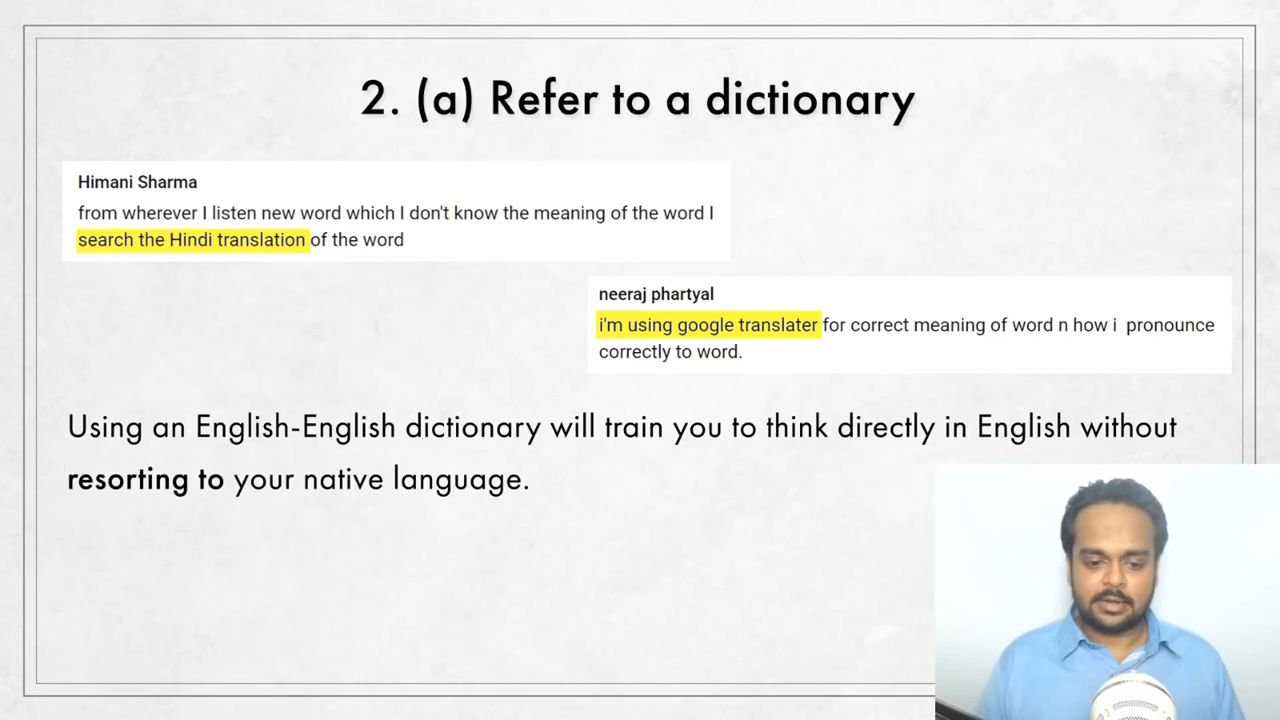 2. (a) Refer to a dictionary
Himani Sharma
from wherever I listen new word which I don't know the meaning of the word I
search the Hindi translation of the word
neeraj phartyal
i'm using google translater for correct meaning of word n how i  pronounce
correctly to word.
Using an English-English dictionary will train you to think directly in English without
resorting to your native language.